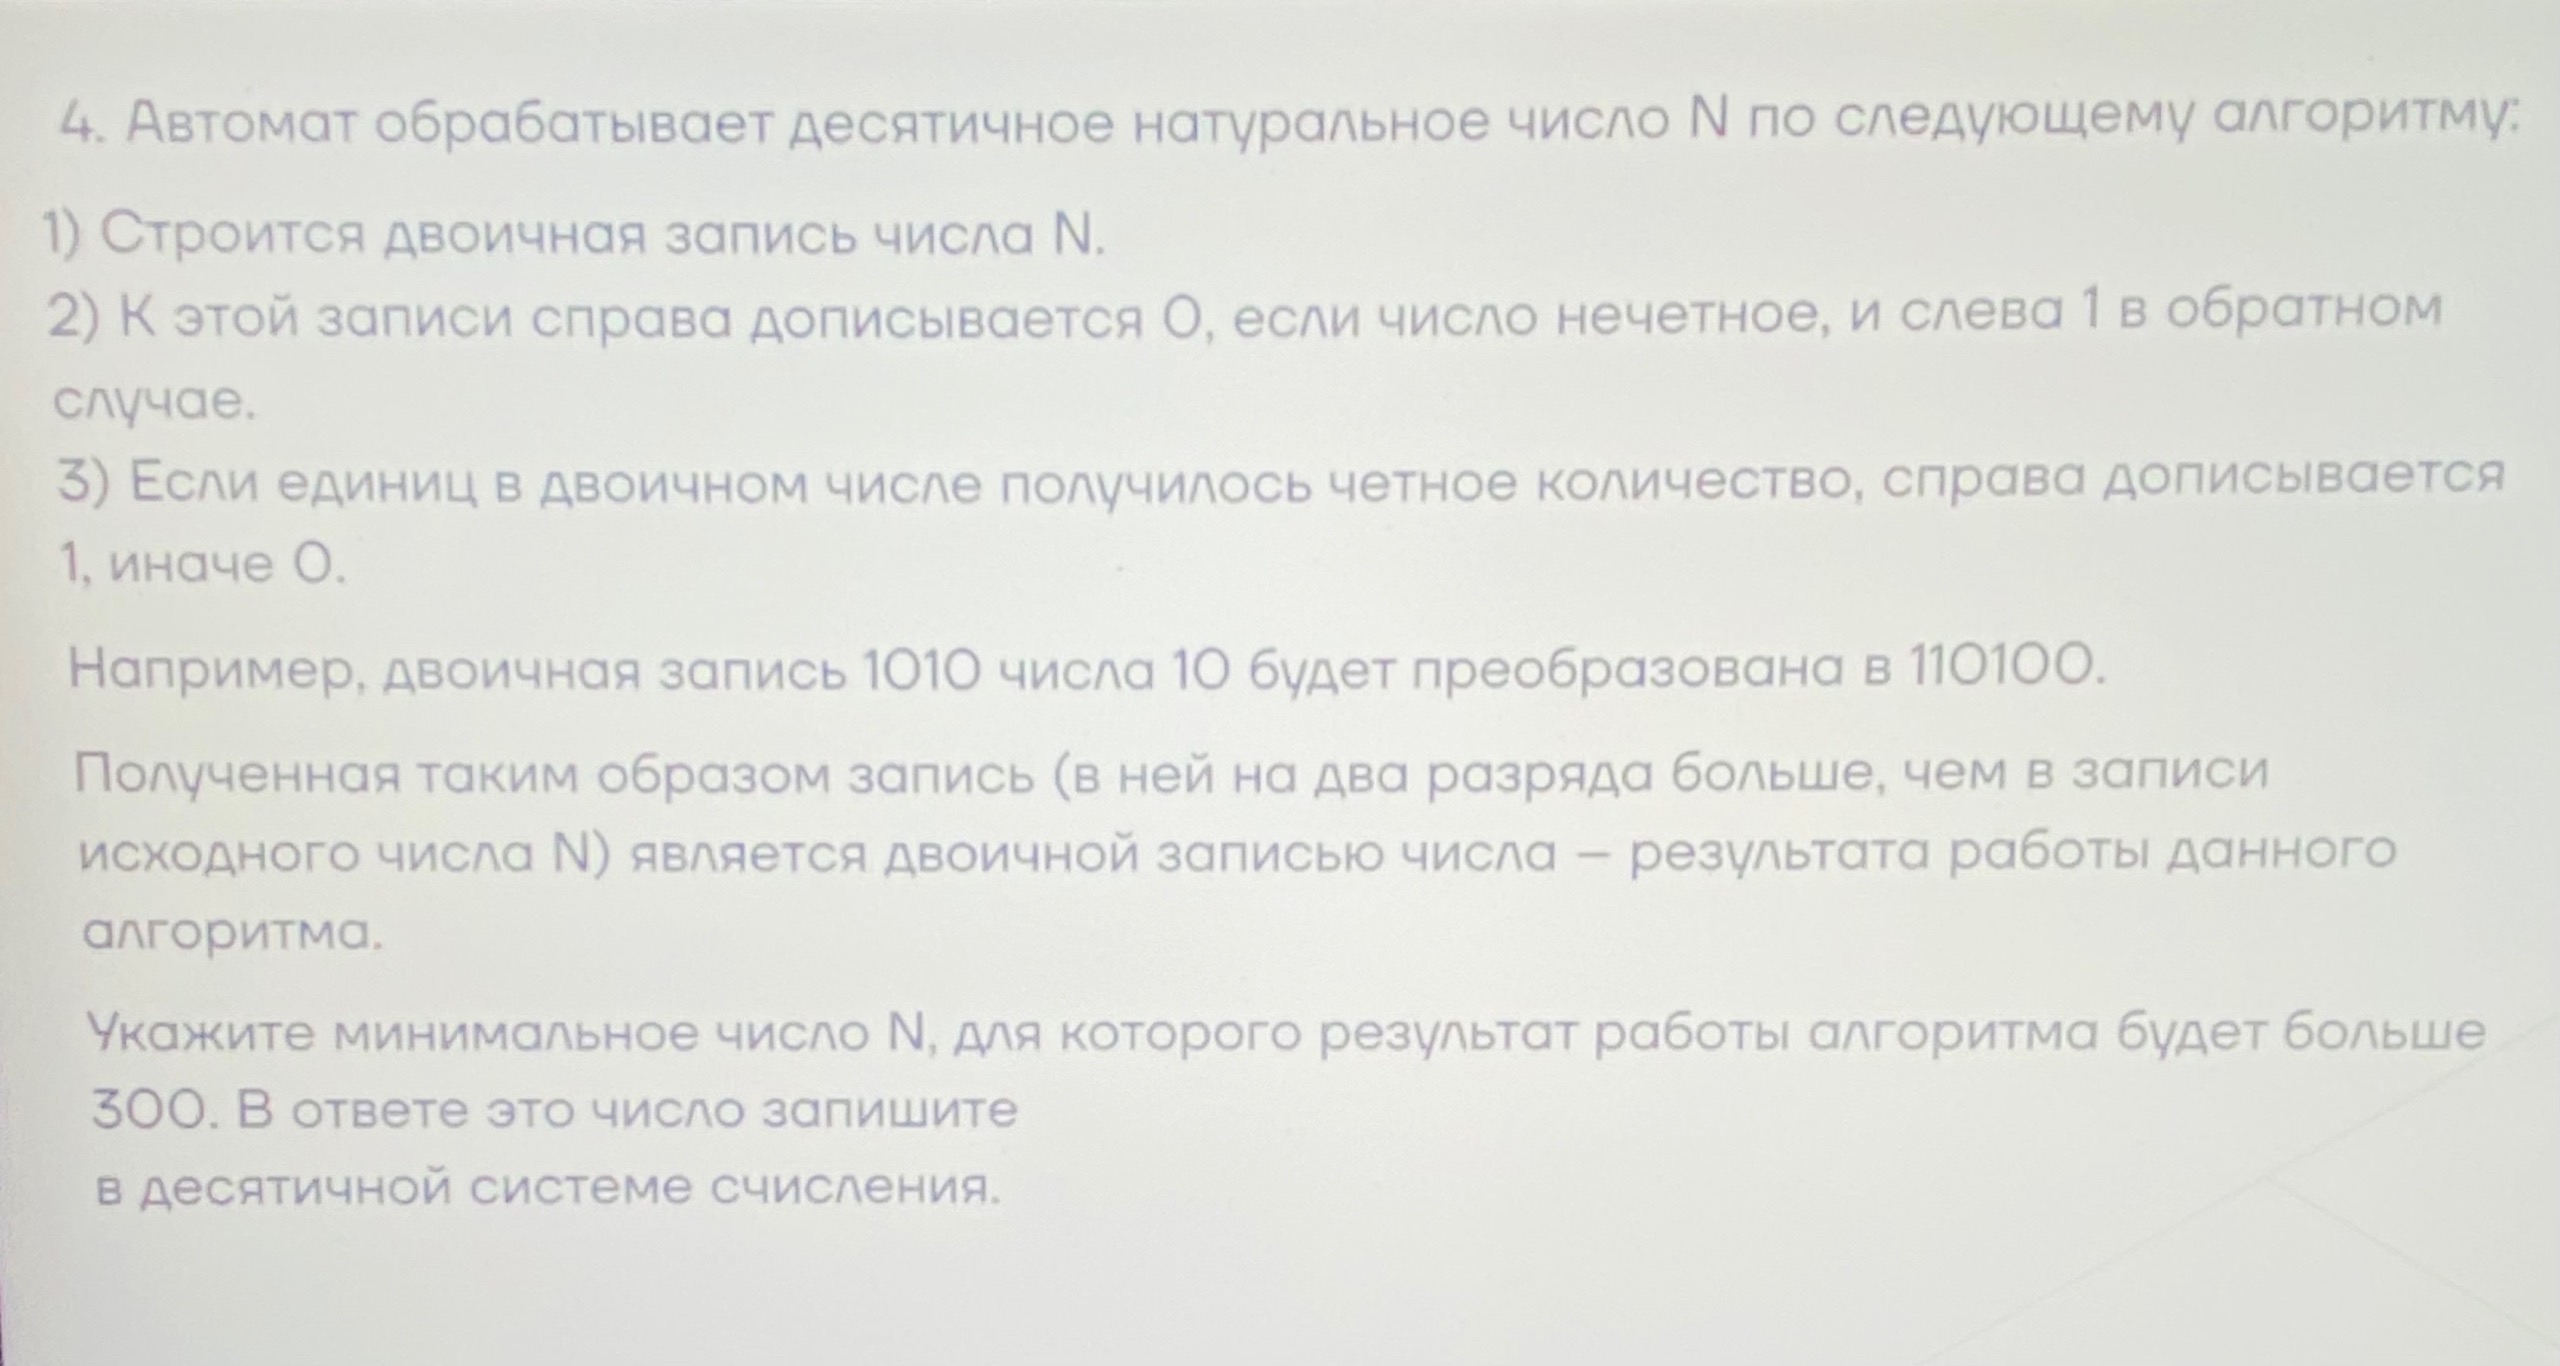 4. Автомат обрабатывает десятичное натуральное число N по следующему алгоритму:
1) Строится двоичная запись числа N.
2) К этой записи справа дописывается 0, если число нечетное, и слева 1 в обратном
случае.
3) Если единиц в двоичном числе получилось четное количество, справа дописывается
1, иначе 0.
Например, двоичная запись 1010 числа 10 будет преобразована в 110100.
Полученная таким образом запись (в ней на два разряда больше, чем в записи
исходного числа N) является двоичной записью числа – результата работы данного
алгоритма.
Укажите минимальное число N, для которого результат работы алгоритма будет больше
300. В ответе это число запишите
в десятичной системе счисления.